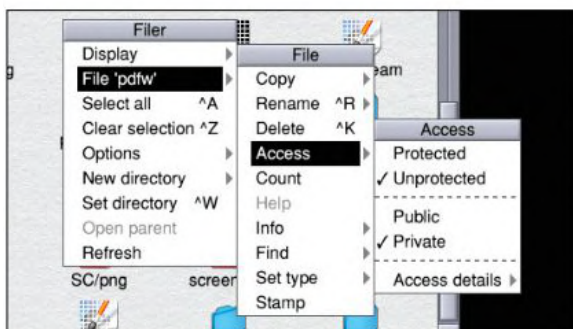 Filer
Display
File 'pdfw'
Select all ^A
Clear selection ^Z
Options
New directory
Set directory ^W
Open parent
Refresh
File
Copy
Rename ^R
Delete ^K
Access
Count
Help
Info
Find
Set type
Stamp
Access
Protected
✓ Unprotected
Public
✓ Private
Access details
eam
SC/png
screen